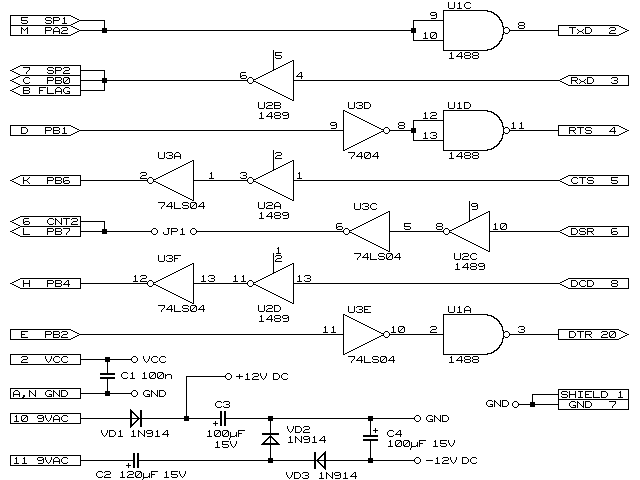 U1C
5 SP1
9
8
M PA2
TxD 2
10
1488
5
7 SP2
C PB0
6
4
RxD 3
B FLAG
U2B
1489
U3D
U1D
12
D PB1
9
8
11
RTS 4
13
7404
1488
U3A
2
K PB6
2
1
3
1
CTS 5
74LS04
U2A
1489
U3C
9
6 CNT2
L PB7
JP1
6
5
8
10
DSR 6
74LS04
U2C
1489
U3F
1
2
H PB4
12
13
11
13
DCD 8
74LS04
U2D
1489
U3E
U1A
E PB2
11
10
2
3
DTR 20
74LS04
1488
2 VCC
VCC
C1 100n
+12V DC
A,N GND
GND
SHIELD 1
GND
GND 7
C3
10 9VAC
+
GND
VD1 1N914
100µF
15V
VD2
1N914
+
C4
100µF 15V
11 9VAC
+
-12V DC
C2 120µF 15V
VD3 1N914